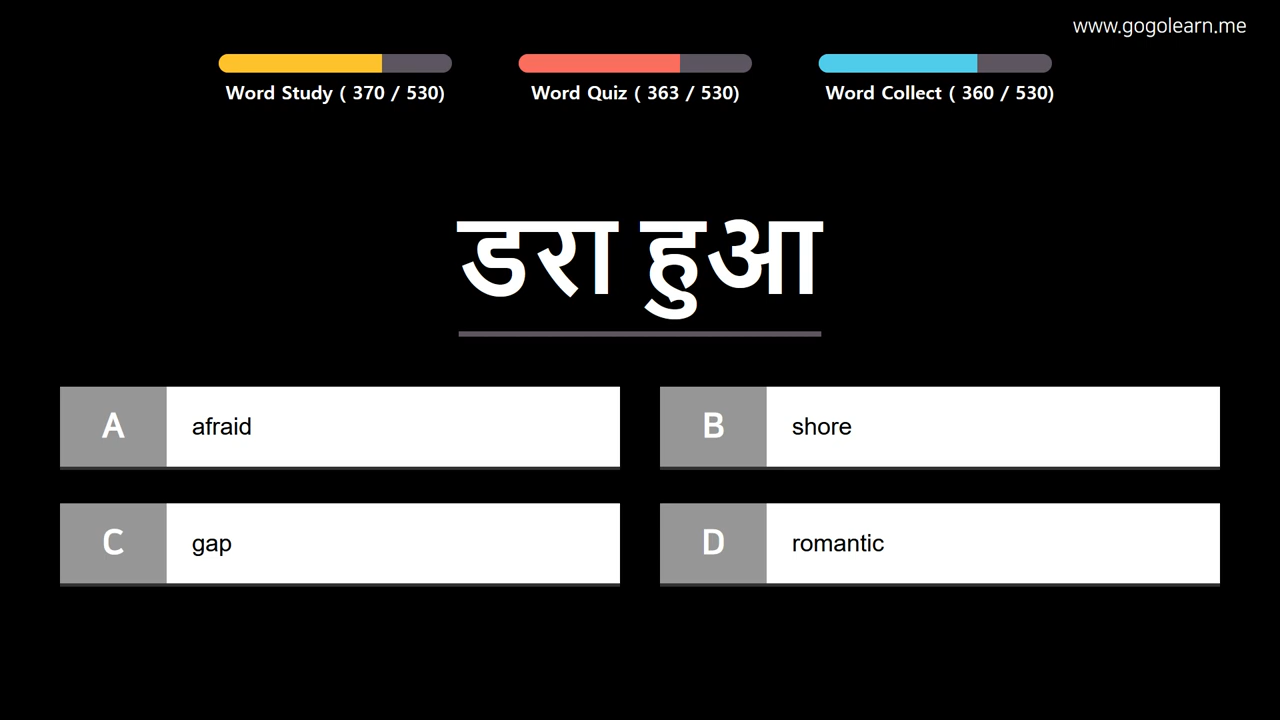 www.gogolearn.me
Word Study ( 370 / 530)
Word Quiz ( 363 / 530)
Word Collect ( 360 / 530)
डरा हुआ
A afraid
B shore
C gap
D romantic